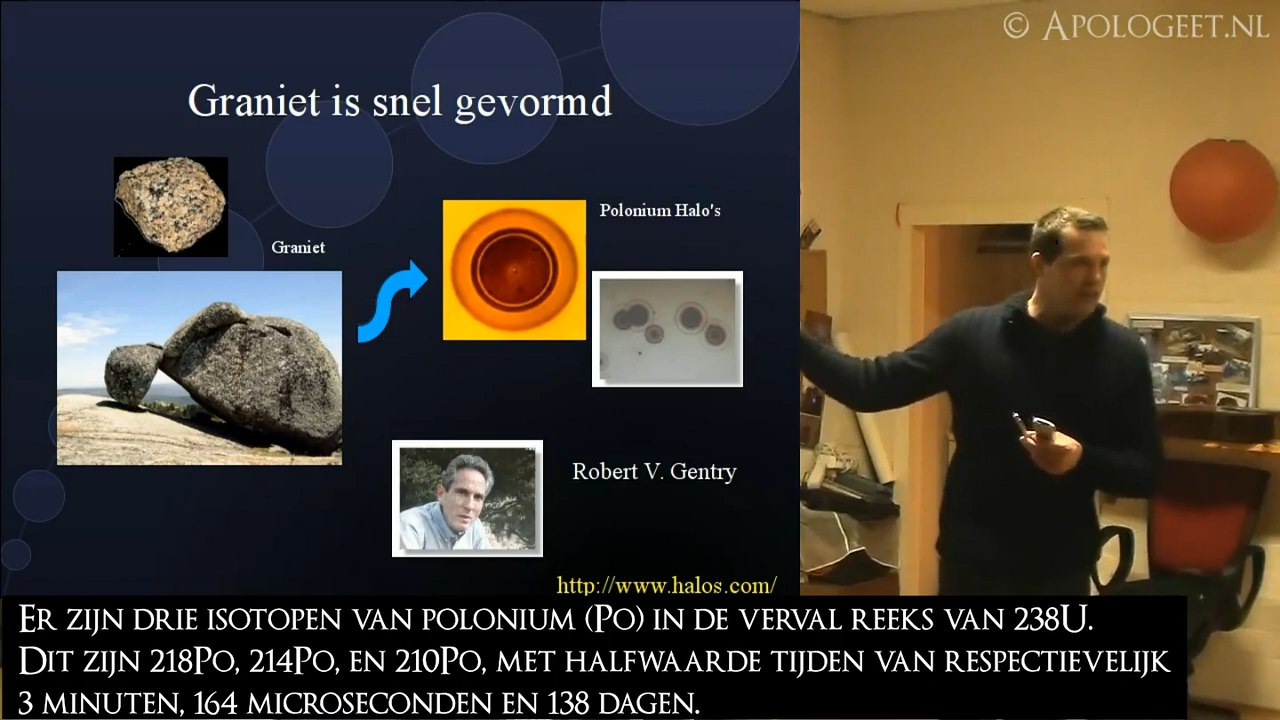 © Apologeet.nl
Graniet is snel gevormd
Polonium Halo's
Graniet
Robert V. Gentry
http://www.halos.com/
Er zijn drie isotopen van polonium (Po) in de verval reeks van 238U.
Dit zijn 218Po, 214Po, en 210Po, met halfwaarde tijden van respectievelijk
3 minuten, 164 microseconden en 138 dagen.